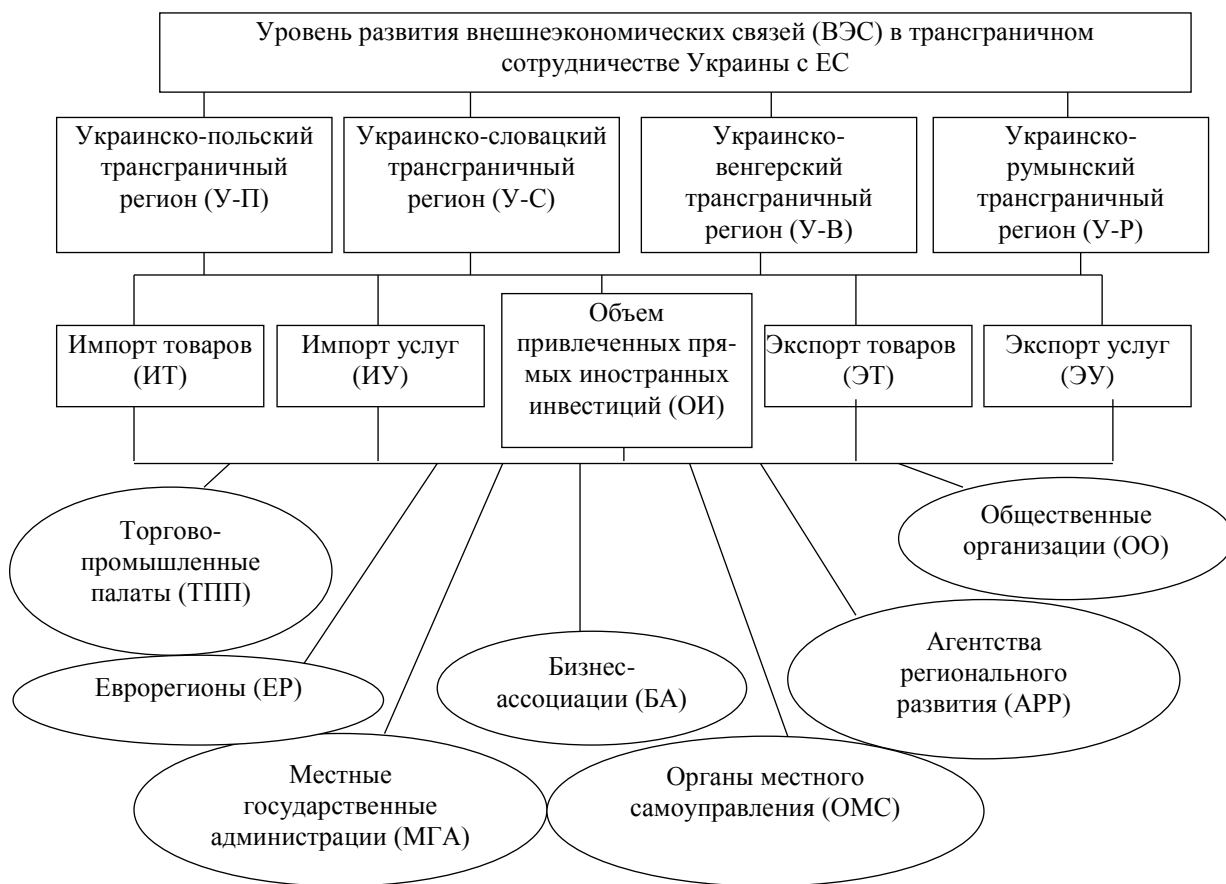 Уровень развития внешнеэкономических связей (ВЭС) в трансграничном
сотрудничестве Украины с ЕС
Украинско-польский
трансграничный
регион (У-П)
Украинско-словацкий
трансграничный
регион (У-С)
Украинско-
венгерский
трансграничный
регион (У-В)
Украинско-
румынский
трансграничный
регион (У-Р)
Импорт товаров
(ИТ)
Импорт услуг
(ИУ)
Объем
привлеченных пря-
мых иностранных
инвестиций (ОИ)
Экспорт товаров
(ЭТ)
Экспорт услуг
(ЭУ)
Торгово-
промышленные
палаты (ТПП)
Общественные
организации (ОО)
Еврорегионы (ЕР)
Бизнес-
ассоциации (БА)
Агентства
регионального
развития (АРР)
Местные
государственные
администрации (МГА)
Органы местного
самоуправления (ОМС)